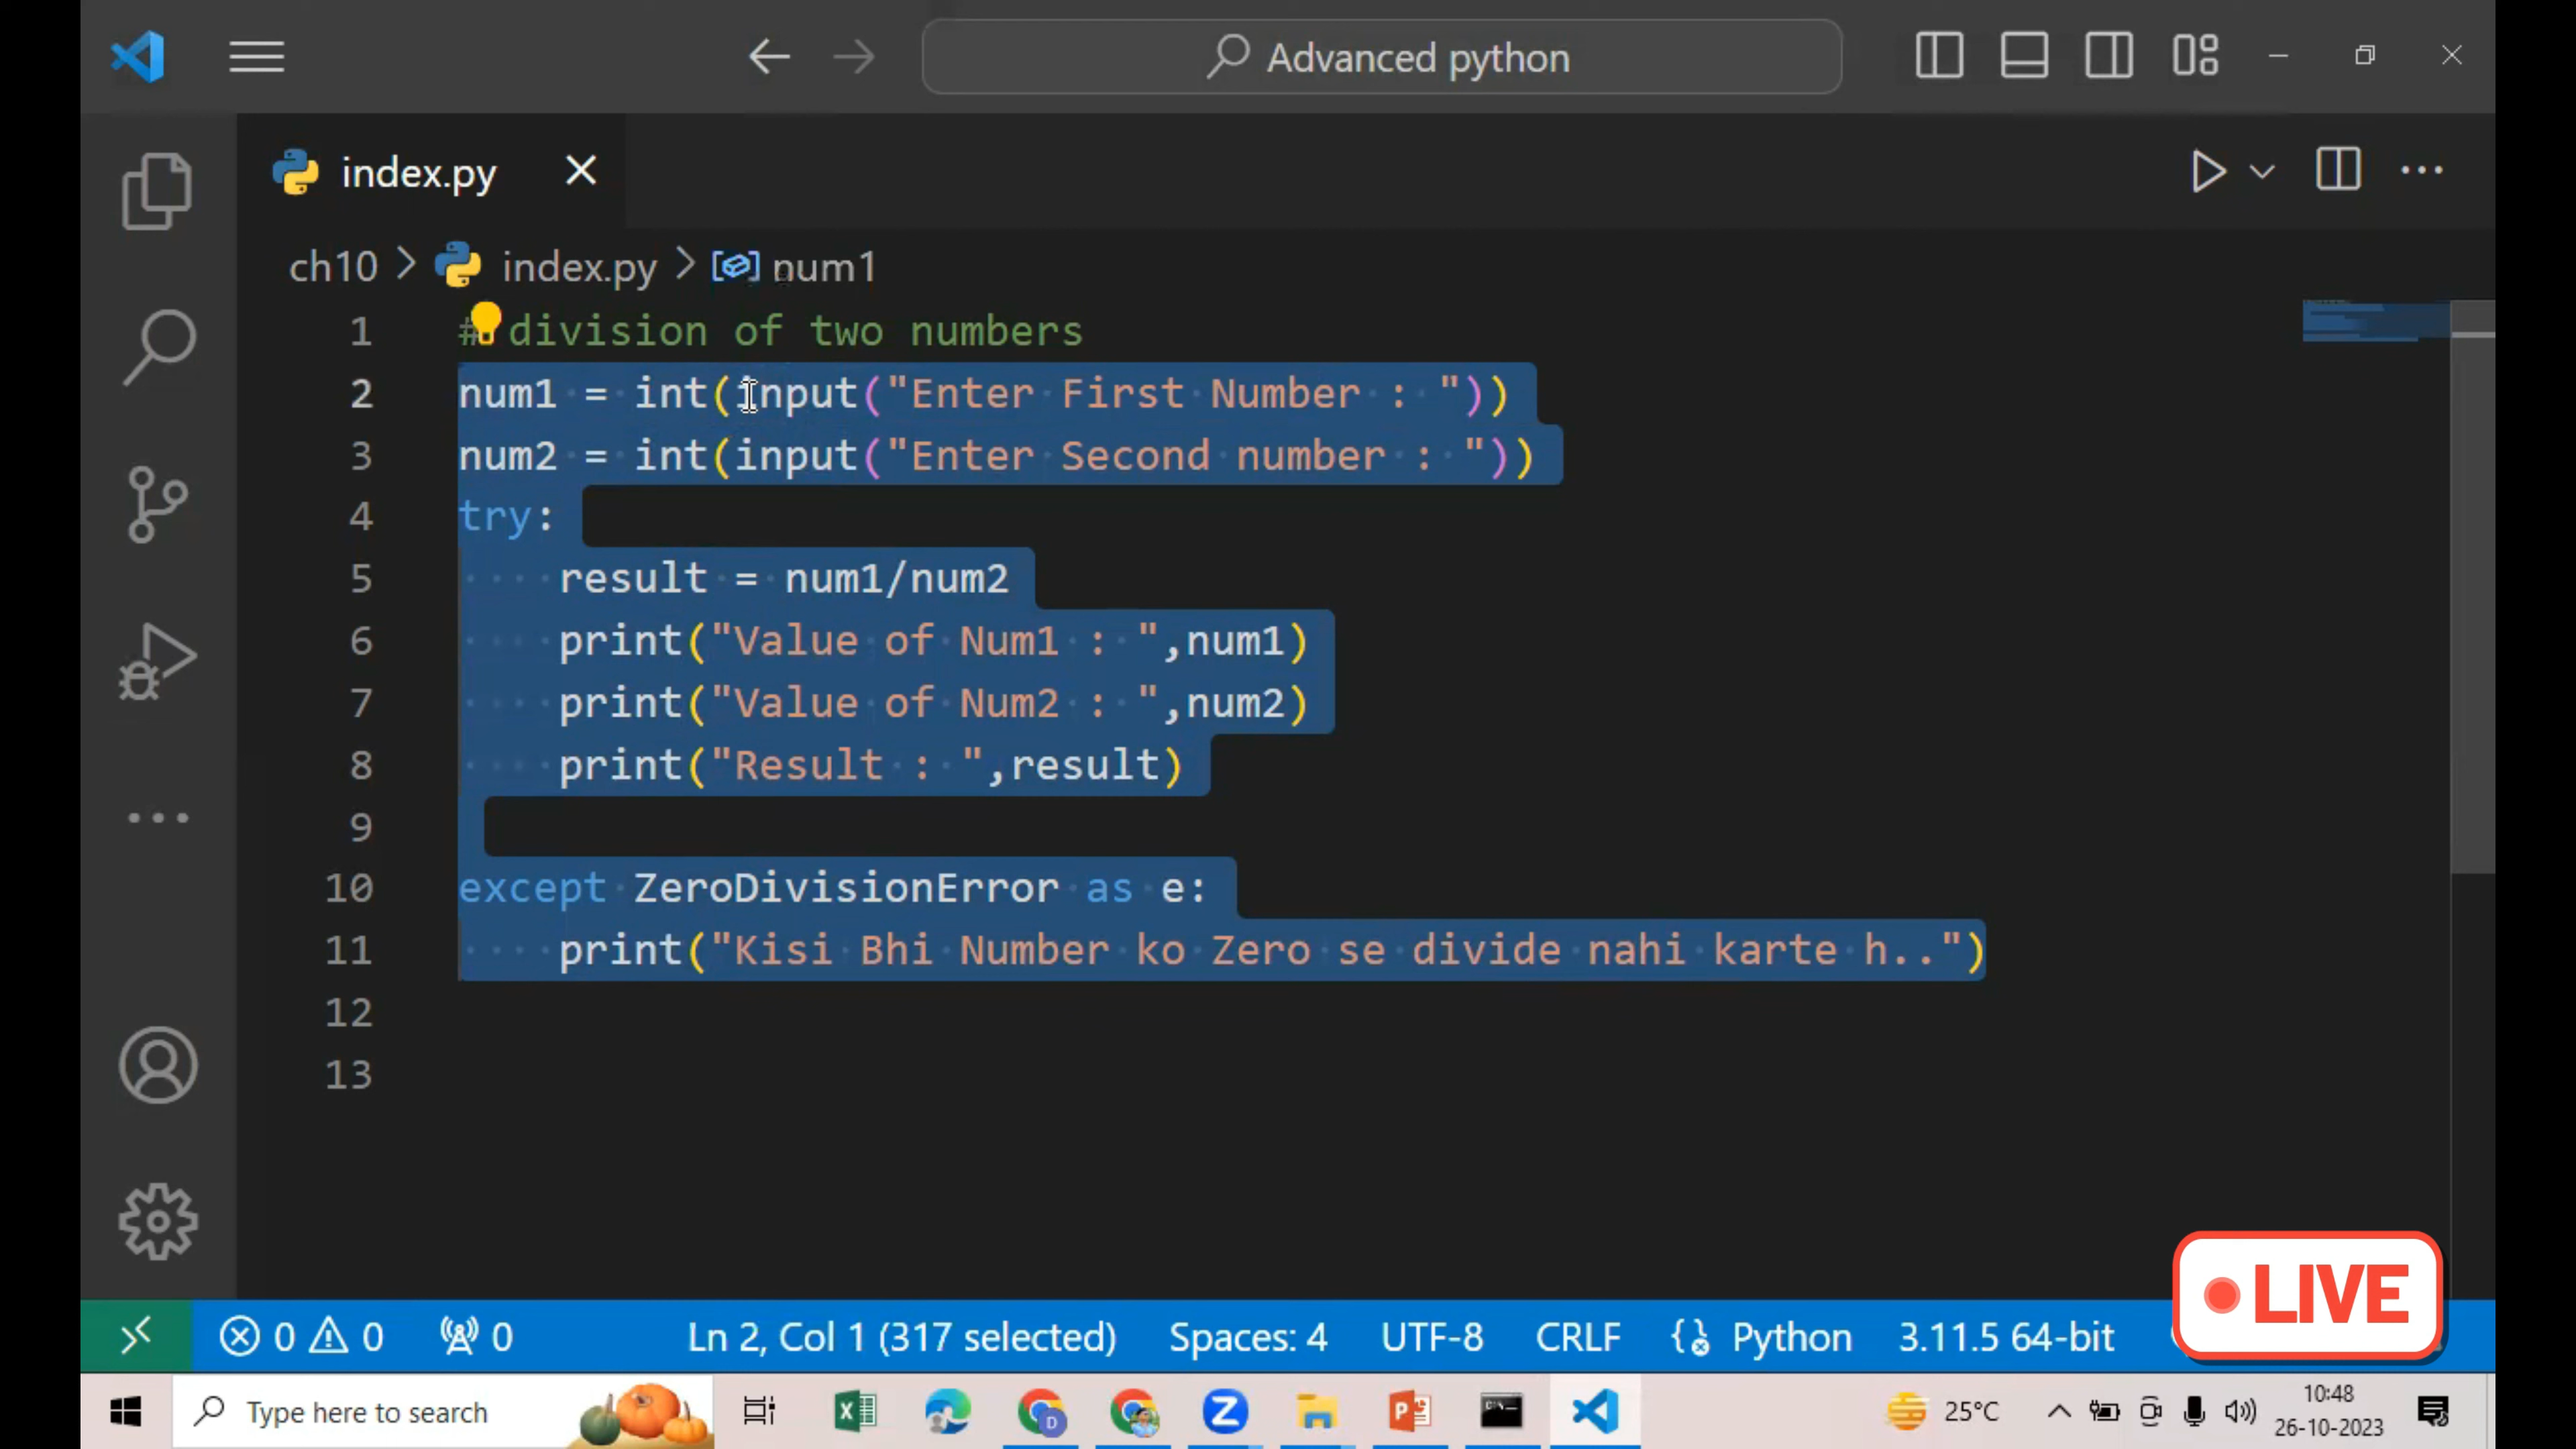 Advanced python
index.py
ch10 > index.py > num1
1 # division of two numbers
2 num1 = int(input("Enter First Number : "))
3 num2 = int(input("Enter Second number : "))
4 try:
5 result = num1/num2
6 print("Value of Num1 : ",num1)
7 print("Value of Num2 : ",num2)
8 print("Result : ",result)
9
10 except ZeroDivisionError as e:
11 print("Kisi Bhi Number ko Zero se divide nahi karte h..")
12
13
LIVE
0 0 0 Ln 2, Col 1 (317 selected) Spaces: 4 UTF-8 CRLF Python 3.11.5 64-bit
Type here to search 25°C 10:48
26-10-2023